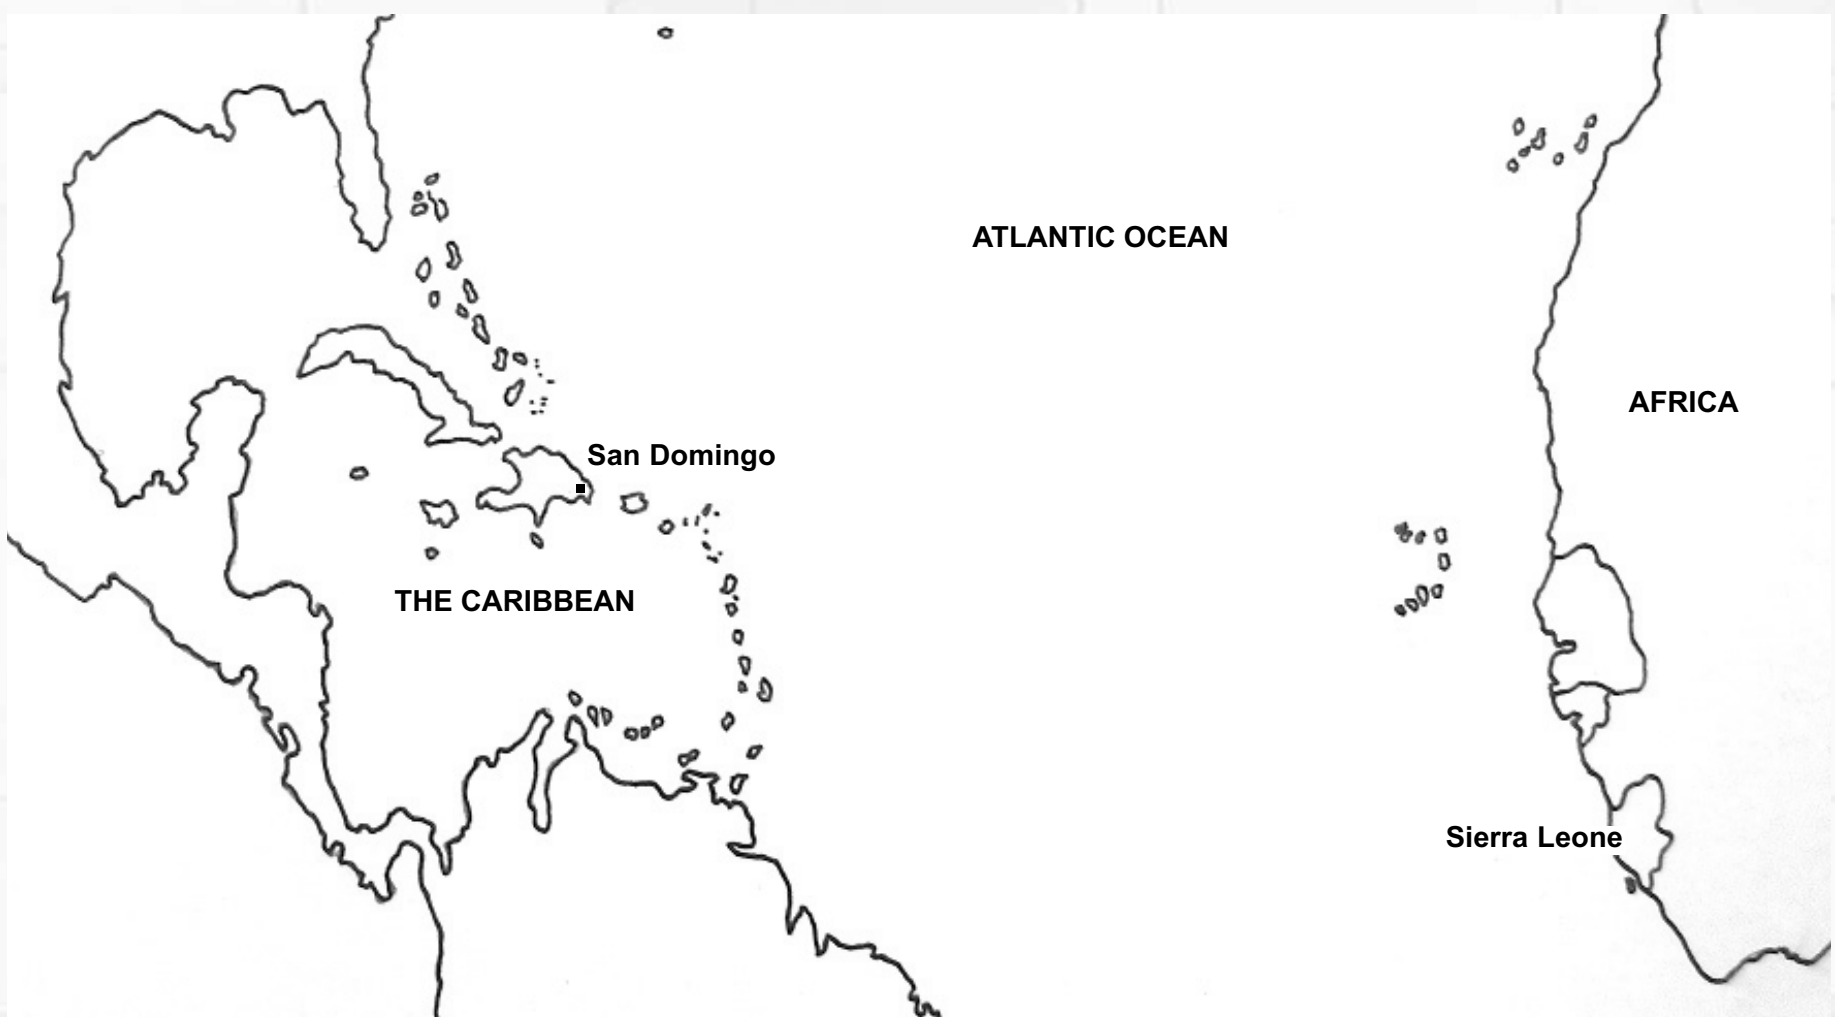 ATLANTIC OCEAN
AFRICA
San Domingo
THE CARIBBEAN
Sierra Leone